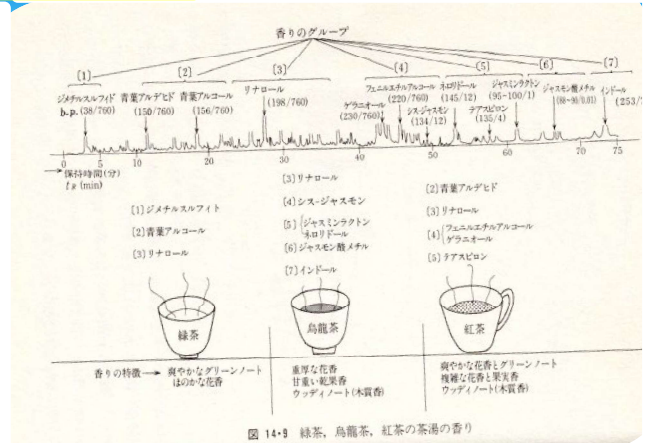 香りのグループ
〔1〕 〔2〕 〔3〕 〔4〕 〔5〕 〔6〕 〔7〕
ジメチルスルフィド 青葉アルデヒド 青葉アルコール リナロール フェニルエチルアルコール ネロリドール ジャスミンラクトン ジャスモン酸メチル インドール
b.p. (38/760) (150/760) (156/760) (198/760) (220/760) (145/12) (95-100/1) (88~90/0.01) (253/
ゲラニオール シス-ジャスモン テアスピロン
(230/760) (134/12) (135/4)
0 5 10 20 30 40 50 60 70 75
→保持時間(分)
tR (min)
〔1〕ジメチルスルフィト
〔2〕青葉アルコール
〔3〕リナロール
緑茶
〔3〕リナロール
〔4〕シス-ジャスモン
〔5〕ジャスミンラクトン
ネロリドール
〔6〕ジャスモン酸メチル
〔7〕インドール
烏龍茶
〔2〕青葉アルデヒド
〔3〕リナロール
〔4〕フェニルエチルアルコール
ゲラニオール
〔5〕テアスピロン
紅茶
香りの特徴→ 爽やかなグリーンノート
ほのかな花香
重厚な花香
甘重い乾果香
ウッディノート(木質香)
爽やかな花香とグリーンノート
複雑な花香と果実香
ウッディノート(木質香)
図 14・9 緑茶, 烏龍茶, 紅茶の茶湯の香り